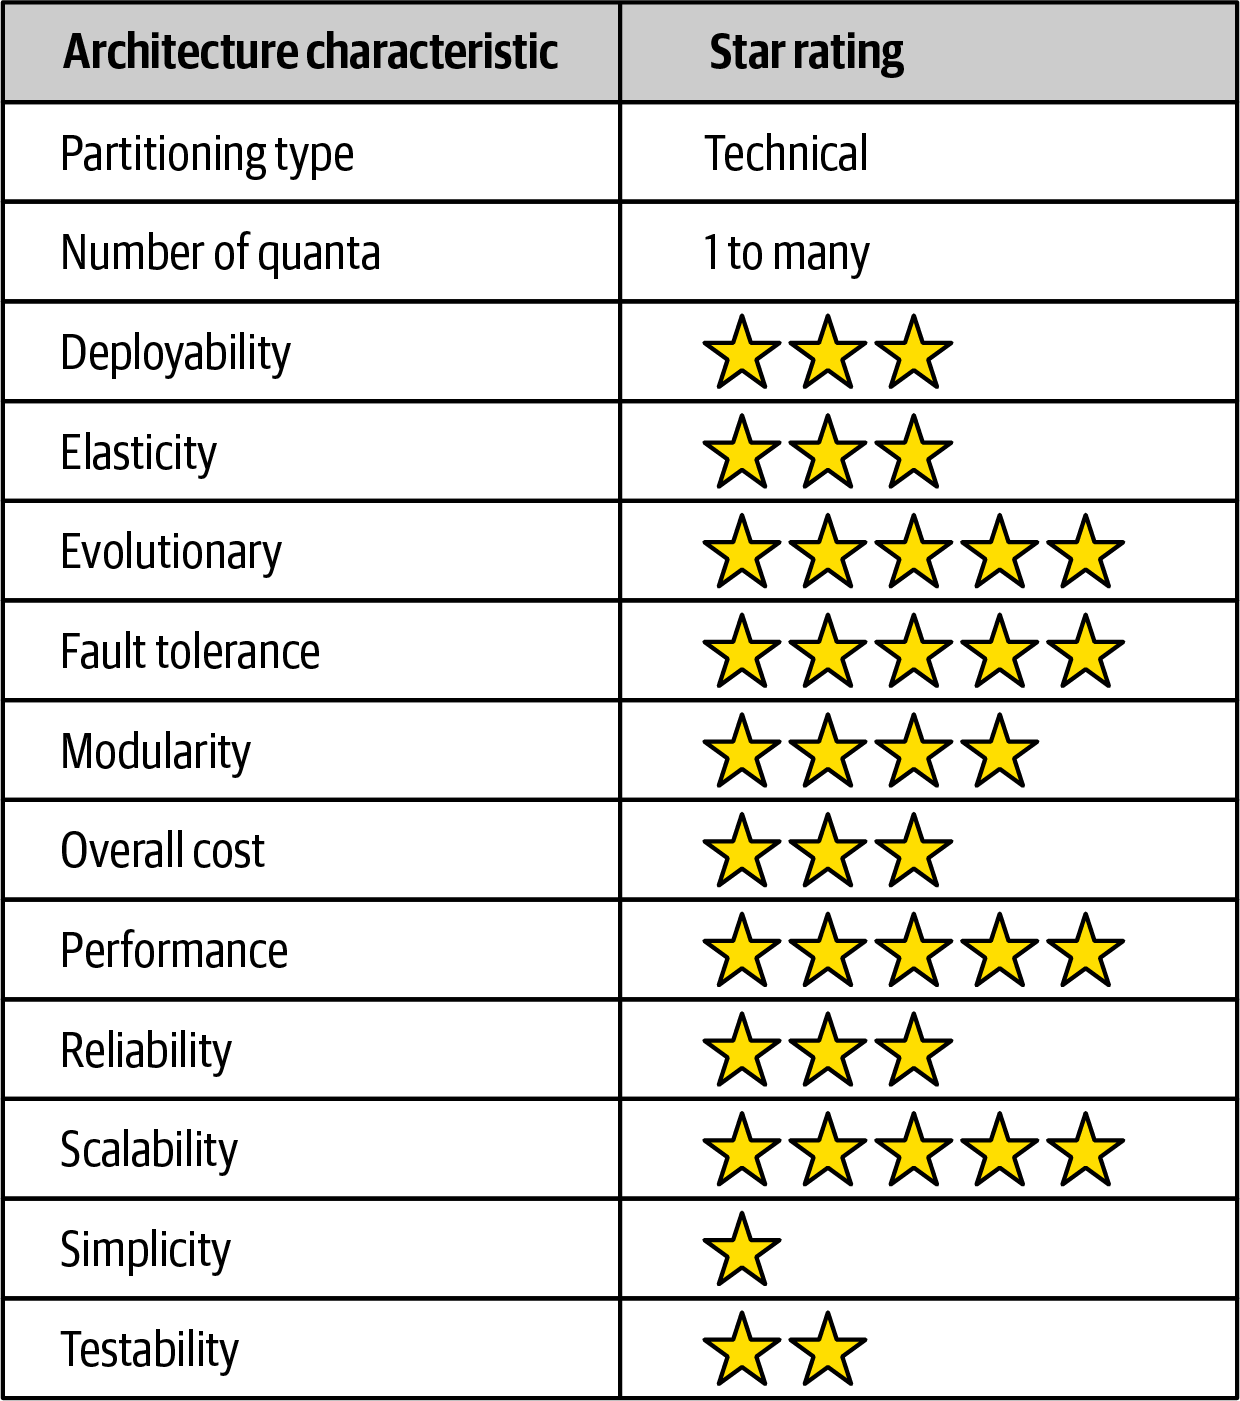 Architecture characteristic Star rating
Partitioning type Technical
Number of quanta 1 to many
Deployability
Elasticity
Evolutionary
Fault tolerance
Modularity
Overall cost
Performance
Reliability
Scalability
Simplicity
Testability